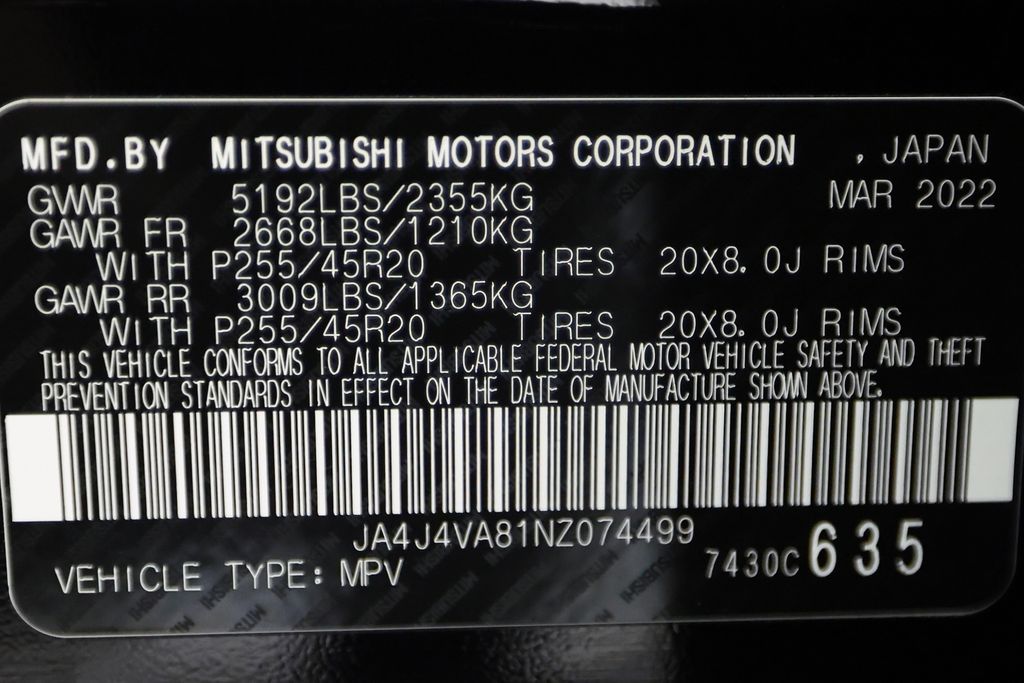 MFD.BY MITSUBISHI MOTORS CORPORATION , JAPAN
GVWR 5192LBS/2355KG MAR 2022
GAWR FR 2668LBS/1210KG
WITH P255/45R20 TIRES 20X8.0J RIMS
GAWR RR 3009LBS/1365KG
WITH P255/45R20 TIRES 20X8.0J RIMS
THIS VEHICLE CONFORMS TO ALL APPLICABLE FEDERAL MOTOR VEHICLE SAFETY AND THEFT
PREVENTION STANDARDS IN EFFECT ON THE DATE OF MANUFACTURE SHOWN ABOVE.
JA4J4VA81NZ074499
VEHICLE TYPE: MPV 7430C 635